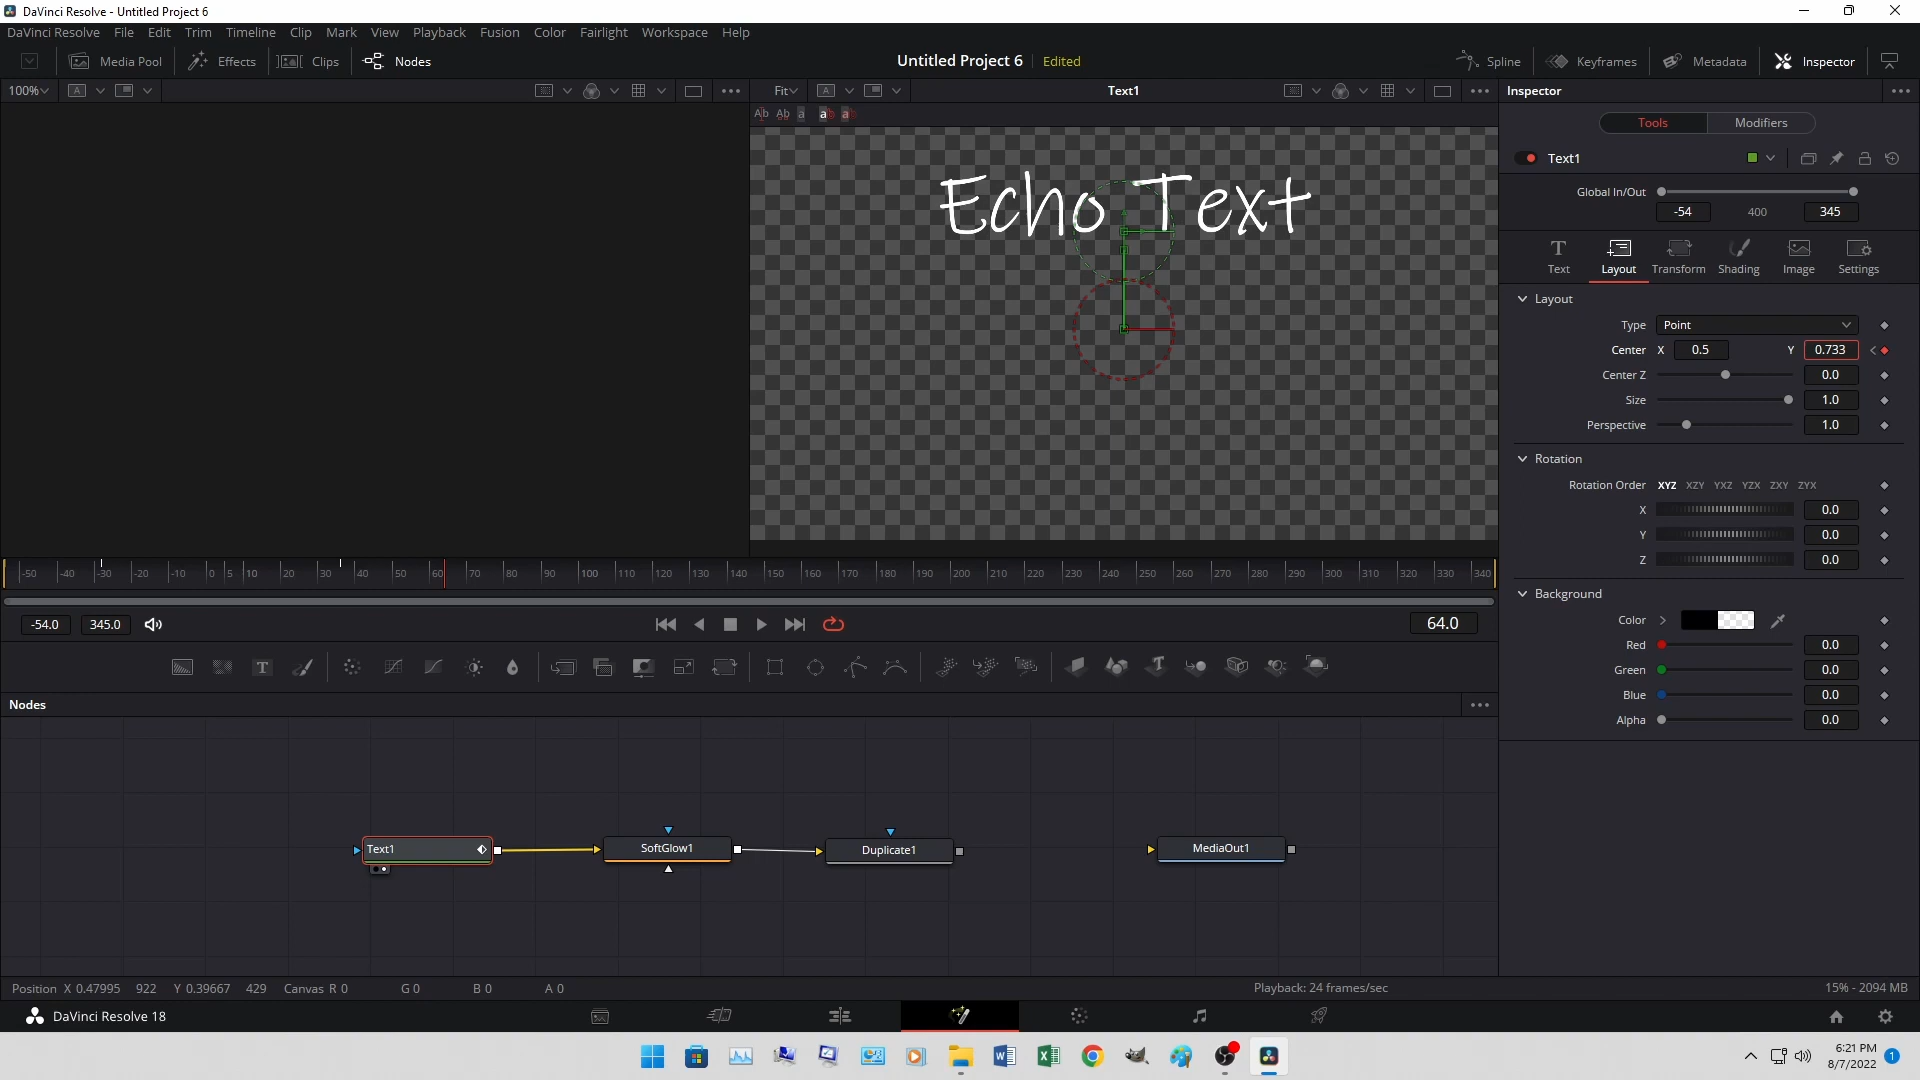 DaVinci Resolve - Untitled Project 6
DaVinci Resolve File Edit Trim Timeline Clip Mark View Playback Fusion Color Fairlight Workspace Help
Media Pool Effects Clips Nodes Untitled Project 6 Edited Spline Keyframes Metadata Inspector
100% A Fit A Text1 Inspector
Ab Ab a ab a
Tools Modifiers
Text1
Echo Text
Global In/Out
-54 400 345
Text Layout Transform Shading Image Settings
Layout
Type Point
Center X 0.5 Y 0.733
Center Z 0.0
Size 1.0
Perspective 1.0
Rotation
Rotation Order XYZ XZY YXZ YZX ZXY ZYX
X 0.0
Y 0.0
Z 0.0
Background
Color
Red 0.0
Green 0.0
Blue 0.0
Alpha 0.0
-50 -40 -30 -20 -10 0 5 10 20 30 40 50 60 70 80 90 100 110 120 130 140 150 160 170 180 190 200 210 220 230 240 250 260 270 280 290 300 310 320 330 340
-54.0 345.0 64.0
Nodes
Text1 SoftGlow1 Duplicate1 MediaOut1
Position X 0.47995 922 Y 0.39667 429 Canvas R 0 G 0 B 0 A 0 Playback: 24 frames/sec 15% - 2094 MB
DaVinci Resolve 18
6:21 PM
8/7/2022 1